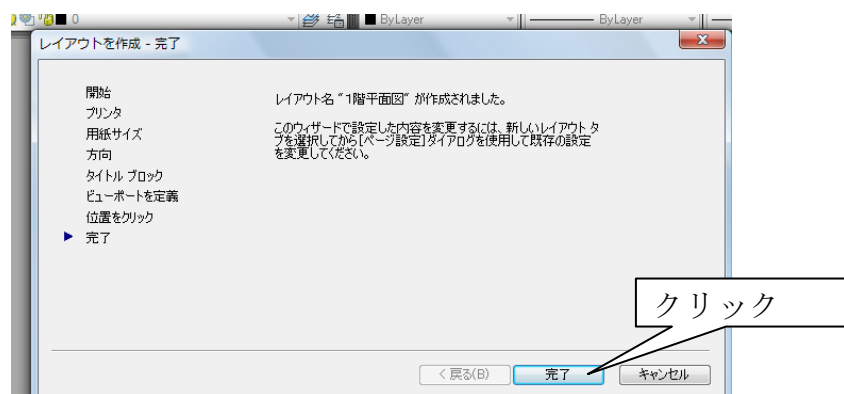 0 ByLayer ByLayer
レイアウトを作成 - 完了
開始
プリンタ
用紙サイズ
方向
タイトル ブロック
ビューポートを定義
位置をクリック
完了
レイアウト名 “1階平面図” が作成されました。
このウィザードで設定した内容を変更するには、新しいレイアウト タ
ブを選択してから[ページ設定]ダイアログを使用して既存の設定
を変更してください。
クリック
< 戻る(B) 完了 キャンセル